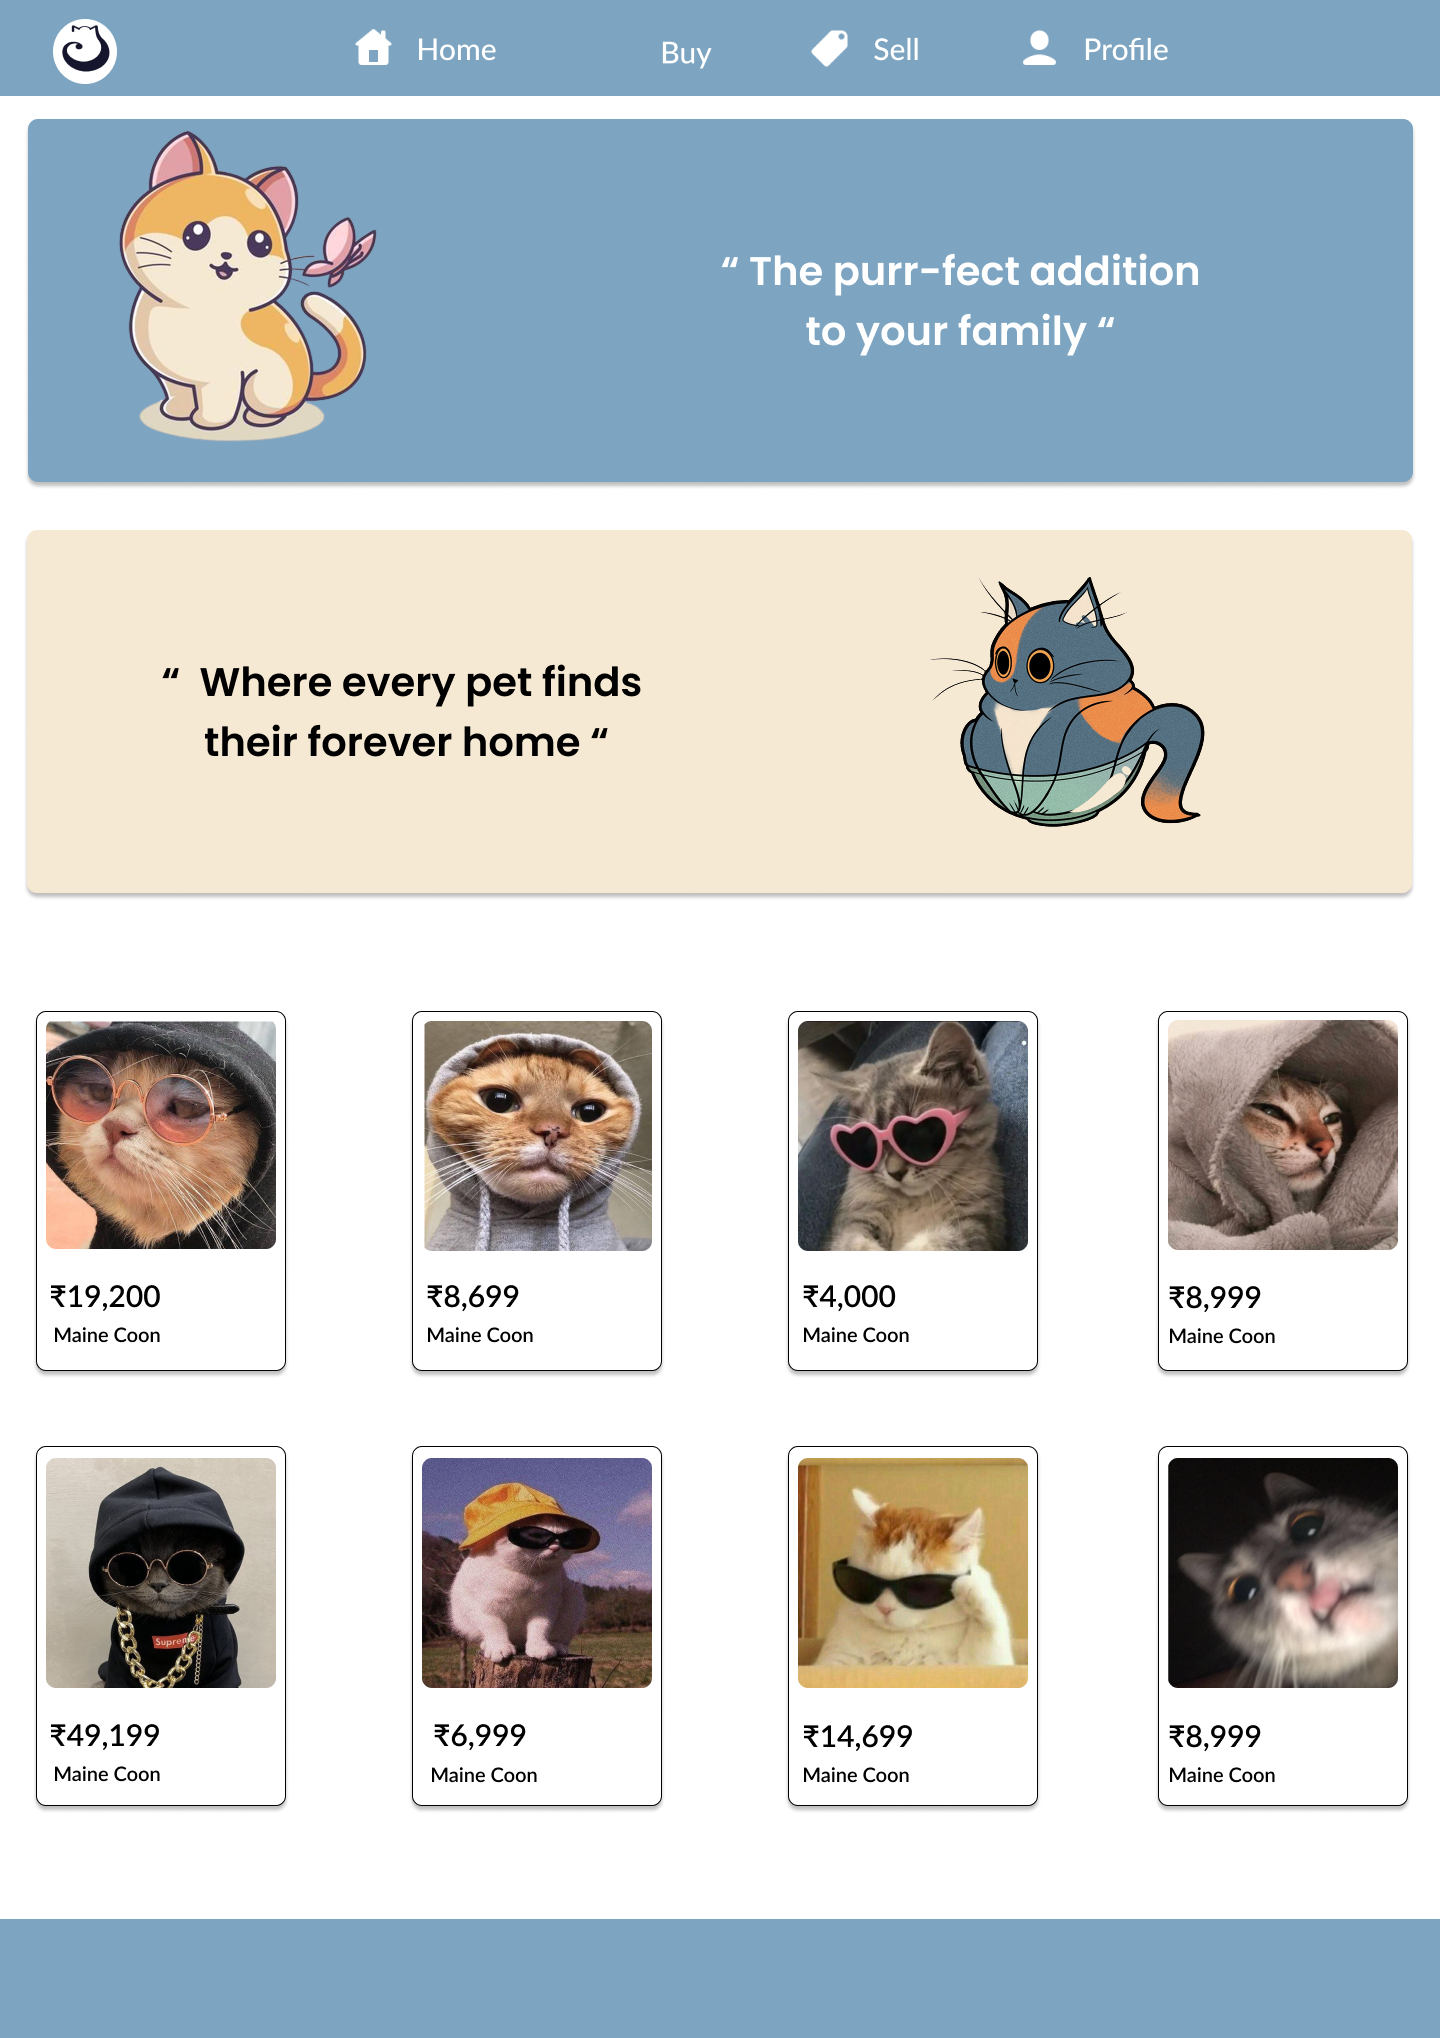 Home
Buy
Sell
Profile
“ The purr-fect addition
to your family “
“ Where every pet finds
their forever home “
₹19,200
Maine Coon
₹8,699
Maine Coon
₹4,000
Maine Coon
₹8,999
Maine Coon
Supreme
₹49,199
Maine Coon
₹6,999
Maine Coon
₹14,699
Maine Coon
₹8,999
Maine Coon